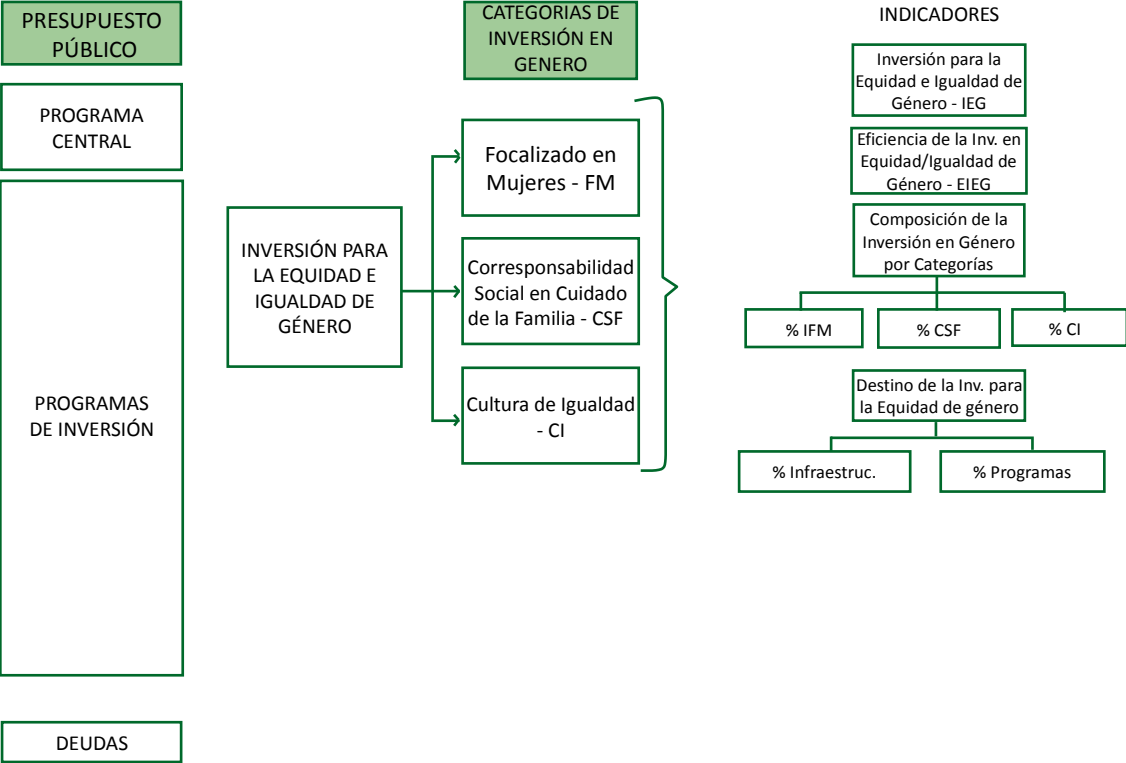 PRESUPUESTO
PÚBLICO
PROGRAMA
CENTRAL
PROGRAMAS
DE INVERSIÓN
DEUDAS
INVERSIÓN PARA
LA EQUIDAD E
IGUALDAD DE
GÉNERO
CATEGORIAS DE
INVERSIÓN EN
GENERO
Focalizado en
Mujeres - FM
Corresponsabilidad
Social en Cuidado
de la Familia - CSF
Cultura de Igualdad
- CI
INDICADORES
Inversión para la
Equidad e Igualdad de
Género - IEG
Eficiencia de la Inv. en
Equidad/Igualdad de
Género - EIEG
Composición de la
Inversión en Género
por Categorías
% IFM
% CSF
% CI
Destino de la Inv. para
la Equidad de género
% Infraestruc.
% Programas